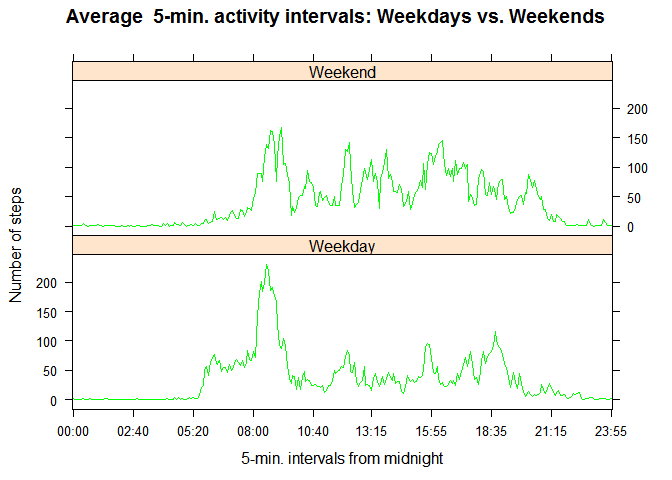 Average  5-min. activity intervals: Weekdays vs. Weekends
Weekend
200
150
100
50
0
Number of steps
Weekday
200
150
100
50
0
00:00 02:40 05:20 08:00 10:40 13:15 15:55 18:35 21:15 23:55
5-min. intervals from midnight